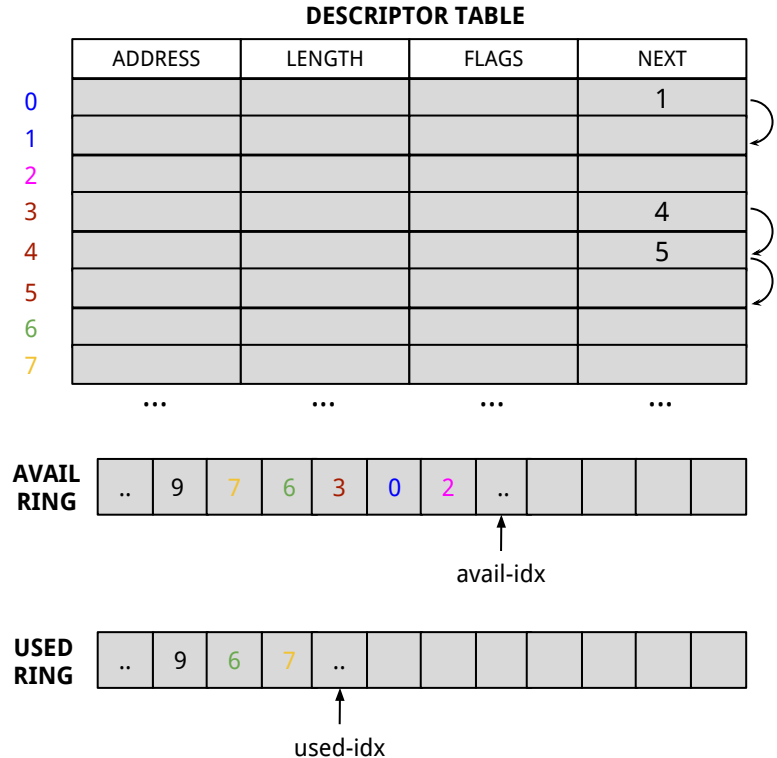 DESCRIPTOR TABLE
ADDRESS LENGTH FLAGS NEXT
0 1
1
2
3 4
4 5
5
6
7
... ... ... ...
AVAIL
RING
.. 9 7 6 3 0 2 ..
avail-idx
USED
RING
.. 9 6 7 ..
used-idx